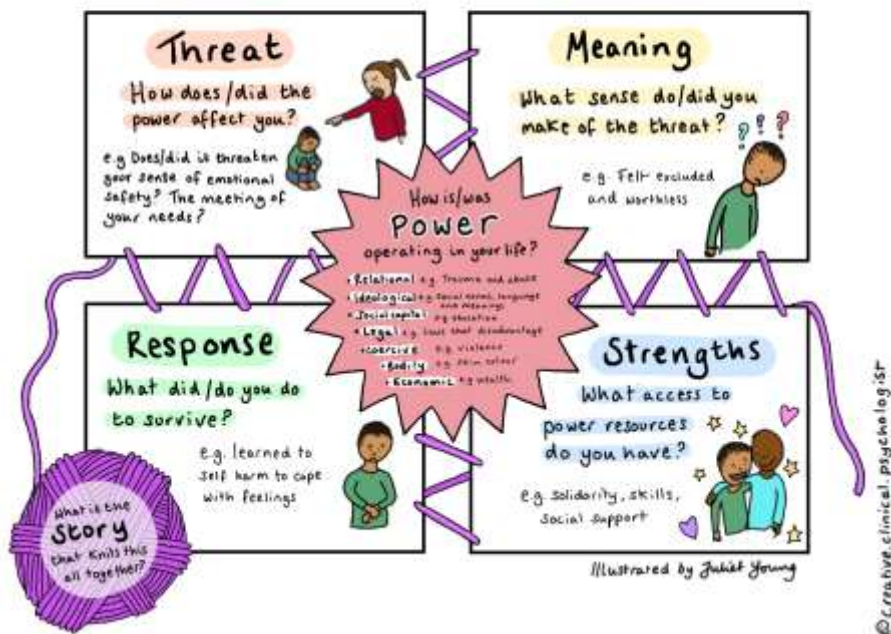 Threat
How does/did the
power affect you?
e.g Does/did it threaten
your sense of emotional
safety? The meeting of
your needs?
Meaning
What sense do/did you
make of the threat?
? ? ?
e.g. Felt excluded
and worthless
How is/was
Power
operating in your life?
• Relational e.g. Trauma and abuse
• Ideological e.g. Social norms, language
and meanings
• Social capital e.g. education
• Legal e.g. laws that disadvantage
• Coercive e.g. violence
• Bodily e.g. skin colour
• Economic e.g wealth
Response
What did/do you do
to survive?
e.g. learned to
self harm to cope
with feelings
Strengths
What access to
power resources
do you have?
e.g. solidarity, skills,
social support
What is the
Story
that knits this
all together?
Illustrated by Juliet Young
©creative.clinical.psychologist